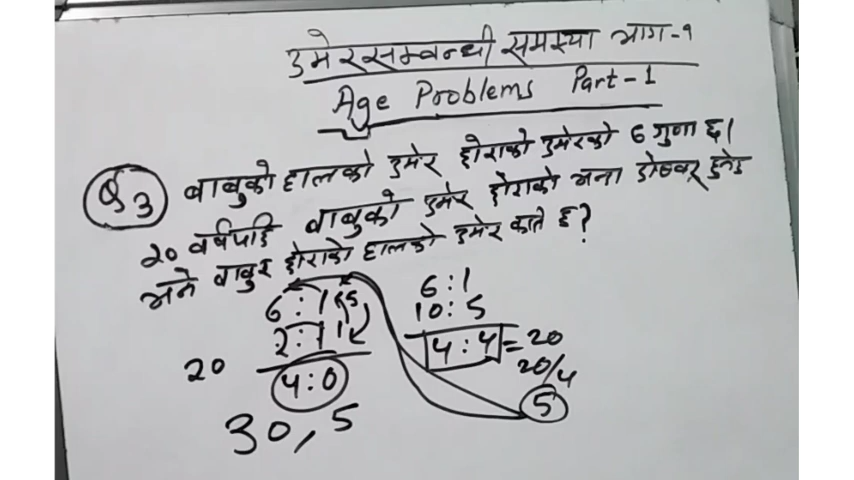 उमेरसम्बन्धी समस्या भाग-१
Age Problems Part-1
Q3 बाबुको हालको उमेर छोराको उमेरको 6 गुणा छ।
२० वर्षपछि बाबुको उमेर छोराको भन्दा डोब्बर हुनेछ
भने बाबुर छोराको हालको उमेर कति छ?
6:1
2:1
20
4:0
30, 5
6:1
10:5
4:4 = 20
20/4
5